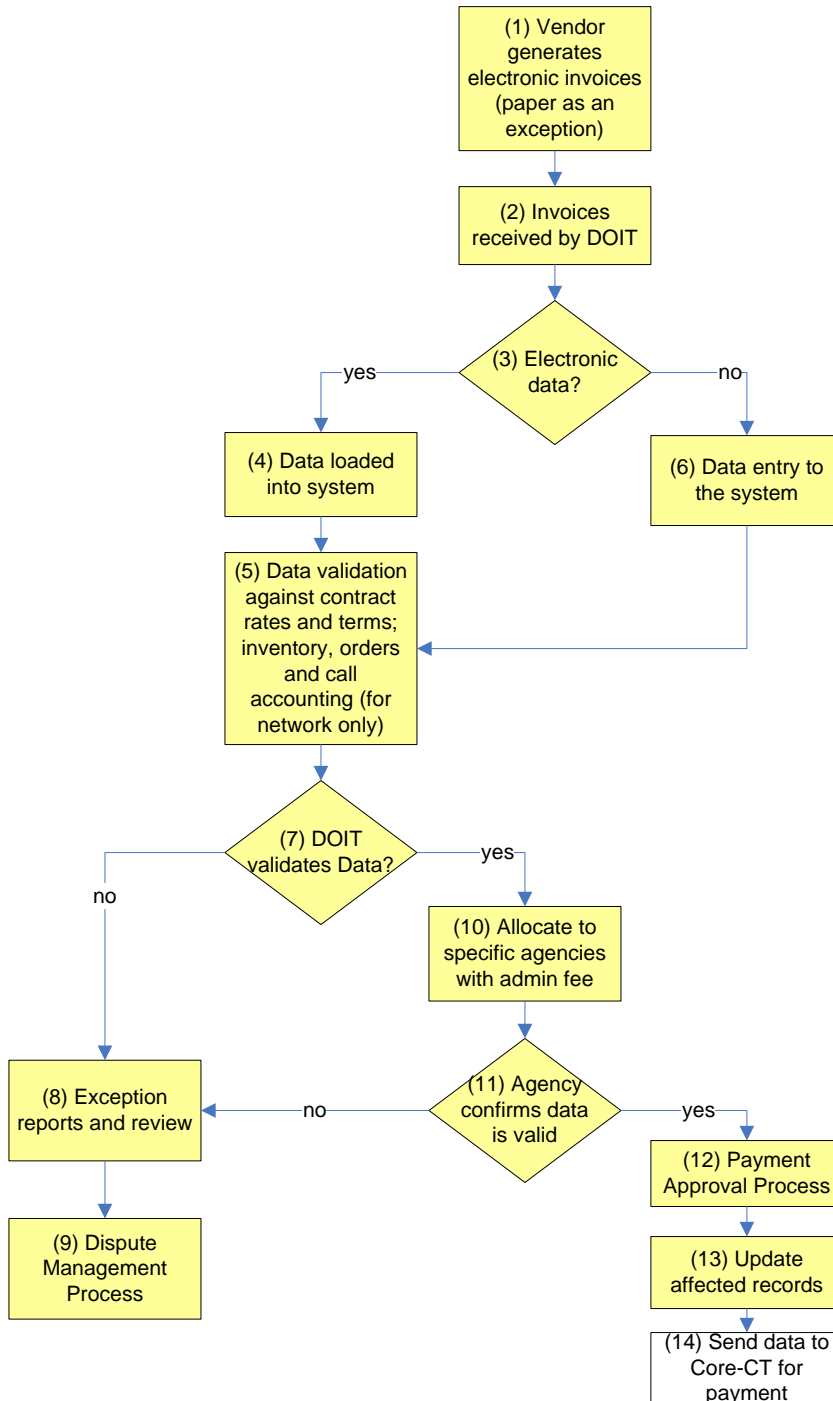 (1) Vendor
generates
electronic invoices
(paper as an
exception)
(2) Invoices
received by DOIT
(3) Electronic
data?
yes
no
(4) Data loaded
into system
(6) Data entry to
the system
(5) Data validation
against contract
rates and terms;
inventory, orders
and call
accounting (for
network only)
(7) DOIT
validates Data?
yes
no
(10) Allocate to
specific agencies
with admin fee
(8) Exception
reports and review
no
(11) Agency
confirms data
is valid
yes
(12) Payment
Approval Process
(9) Dispute
Management
Process
(13) Update
affected records
(14) Send data to
Core-CT for
payment